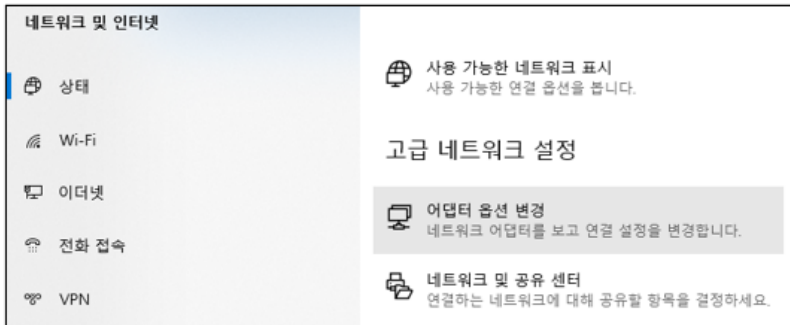 네트워크 및 인터넷
상태
Wi-Fi
이더넷
전화 접속
VPN
사용 가능한 네트워크 표시
사용 가능한 연결 옵션을 봅니다.
고급 네트워크 설정
어댑터 옵션 변경
네트워크 어댑터를 보고 연결 설정을 변경합니다.
네트워크 및 공유 센터
연결하는 네트워크에 대해 공유할 항목을 결정하세요.